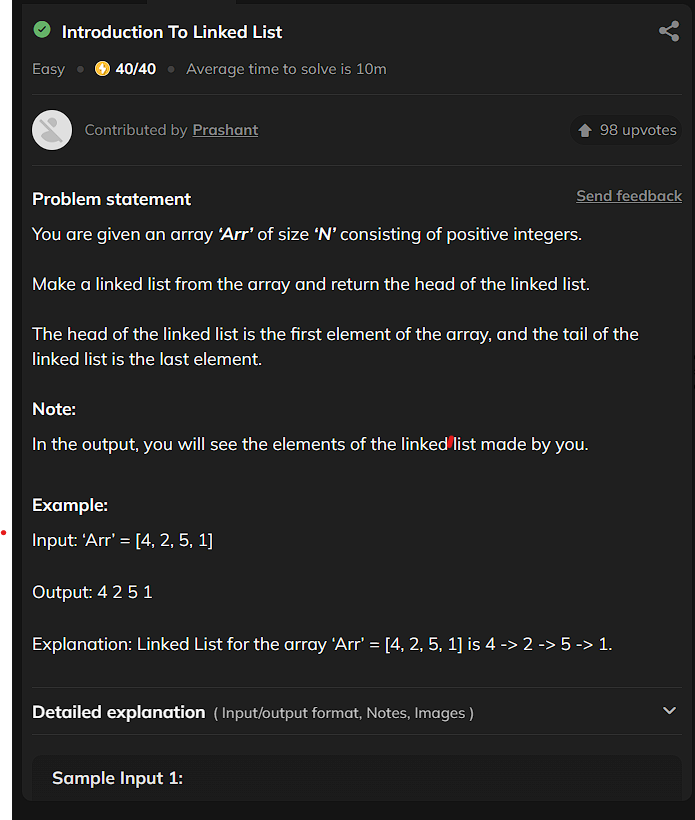 Introduction To Linked List
Easy • 40/40 • Average time to solve is 10m
Contributed by Prashant
98 upvotes
Problem statement
Send feedback
You are given an array ‘Arr’ of size ‘N’ consisting of positive integers.
Make a linked list from the array and return the head of the linked list.
The head of the linked list is the first element of the array, and the tail of the
linked list is the last element.
Note:
In the output, you will see the elements of the linked list made by you.
Example:
Input: ‘Arr’ = [4, 2, 5, 1]
Output: 4 2 5 1
Explanation: Linked List for the array ‘Arr’ = [4, 2, 5, 1] is 4 -> 2 -> 5 -> 1.
Detailed explanation ( Input/output format, Notes, Images )
Sample Input 1: